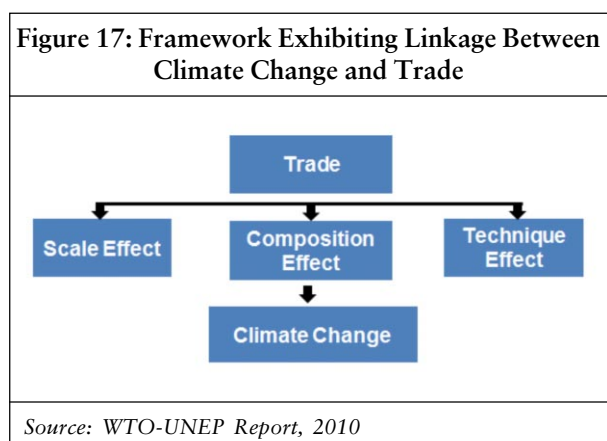 Figure 17: Framework Exhibiting Linkage Between
Climate Change and Trade
Trade
Scale Effect
Composition
Effect
Technique
Effect
Climate Change
Source: WTO-UNEP Report, 2010